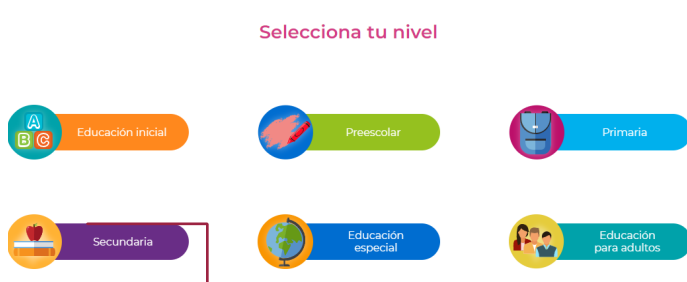 Selecciona tu nivel
A
B C
Educación inicial
Preescolar
Primaria
Secundaria
Educación
especial
Educación
para adultos